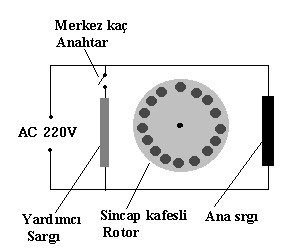 Merkez kaç
Anahtar
AC 220V
Yardımcı
Sargı
Sincap kafesli
Rotor
Ana srgı